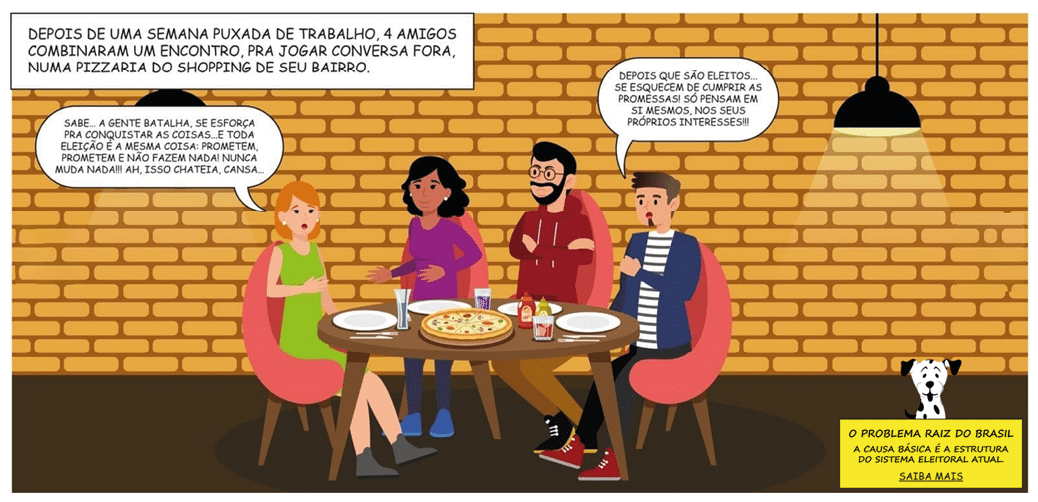 DEPOIS DE UMA SEMANA PUXADA DE TRABALHO, 4 AMIGOS
COMBINARAM UM ENCONTRO, PRA JOGAR CONVERSA FORA,
NUMA PIZZARIA DO SHOPPING DE SEU BAIRRO.
SABE... A GENTE BATALHA, SE ESFORÇA
PRA CONQUISTAR AS COISAS...E TODA
ELEIÇÃO É A MESMA COISA: PROMETEM,
PROMETEM E NÃO FAZEM NADA! NUNCA
MUDA NADA!!! AH, ISSO CHATEIA, CANSA...
DEPOIS QUE SÃO ELEITOS...
SE ESQUECEM DE CUMPRIR AS
PROMESSAS! SÓ PENSAM EM
SI MESMOS, NOS SEUS
PRÓPRIOS INTERESSES!!!
O PROBLEMA RAIZ DO BRASIL
A CAUSA BÁSICA É A ESTRUTURA
DO SISTEMA ELEITORAL ATUAL.
SAIBA MAIS